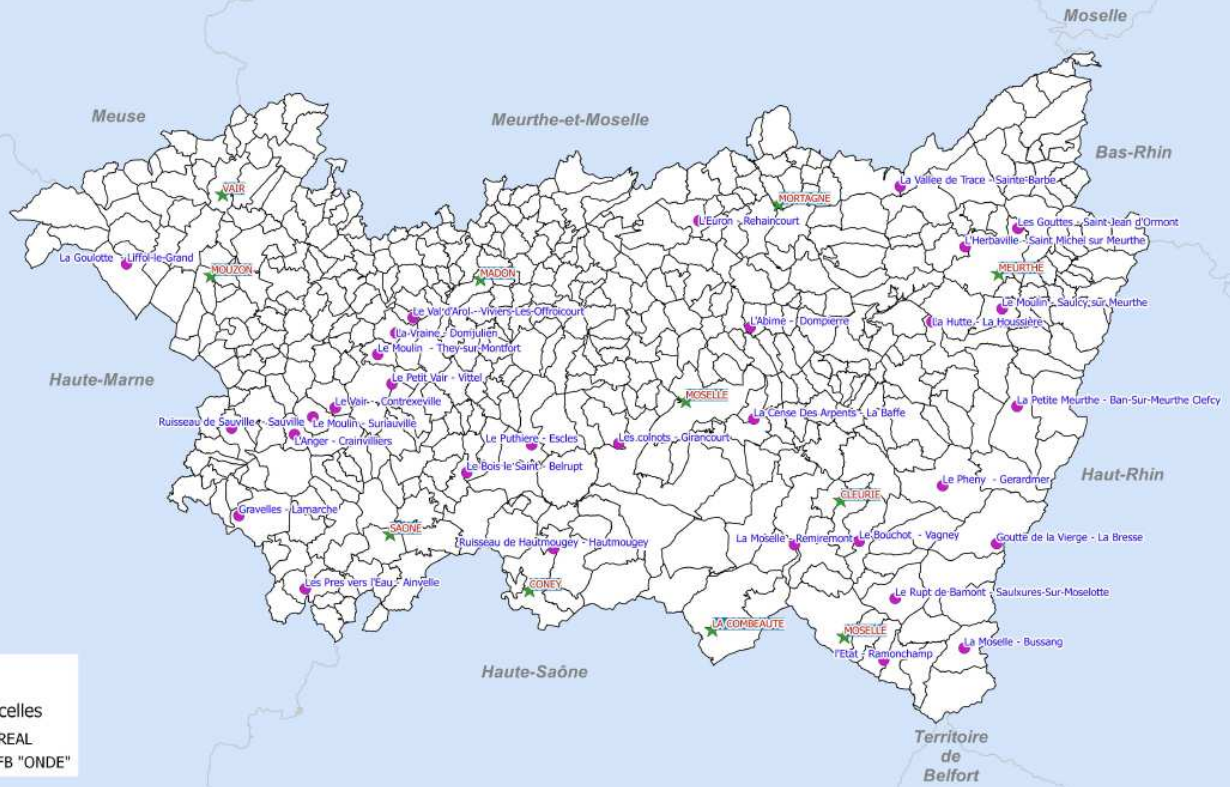 Moselle
Meuse
Meurthe-et-Moselle
Bas-Rhin
La Vallee de Trace - Sainte-Barbe
VAIR
MORTAGNE
L'Euron - Rehaincourt
Les Gouttes - Saint Jean d'Ormont
L'Herbaville - Saint Michel sur Meurthe
La Goulotte - Liffol-le-Grand
MOUZON
MADON
MEURTHE
Le Moulin - Saulcy sur Meurthe
Le Val d'Arol - Viviers-Les-Offroicourt
L'Abime - Dompierre
La Hutte - La Houssière
La Vraine - Domjulien
Le Moulin - They-sur-Montfort
Haute-Marne
Le Petit Vair - Vittel
MOSELLE
Le Vair - Contrexeville
La Petite Meurthe - Ban-Sur-Meurthe Clefcy
La Cense Des Arpents - La Baffe
Ruisseau de Sauville - Sauville
Le Moulin - Suriauville
L'Anger - Crainvilliers
Le Puthiere - Escles
Les colnots - Girancourt
Le Bois le Saint - Belrupt
Haut-Rhin
Le Pheny - Gerardmer
CLEURIE
Gravelles - Lamarche
SAONE
Ruisseau de Hautmougey - Hautmougey
La Moselle - Remiremont
Le Bouchot - Vagney
Goutte de la Vierge - La Bresse
Les Pres vers l'Eau - Ainvelle
CONEY
Le Rupt de Bamont - Saulxures-Sur-Moselotte
LA COMBEAUTE
MOSELLE
La Moselle - Bussang
l'Etat - Ramonchamp
Haute-Saône
celles
REAL
FB "ONDE"
Territoire
de
Belfort